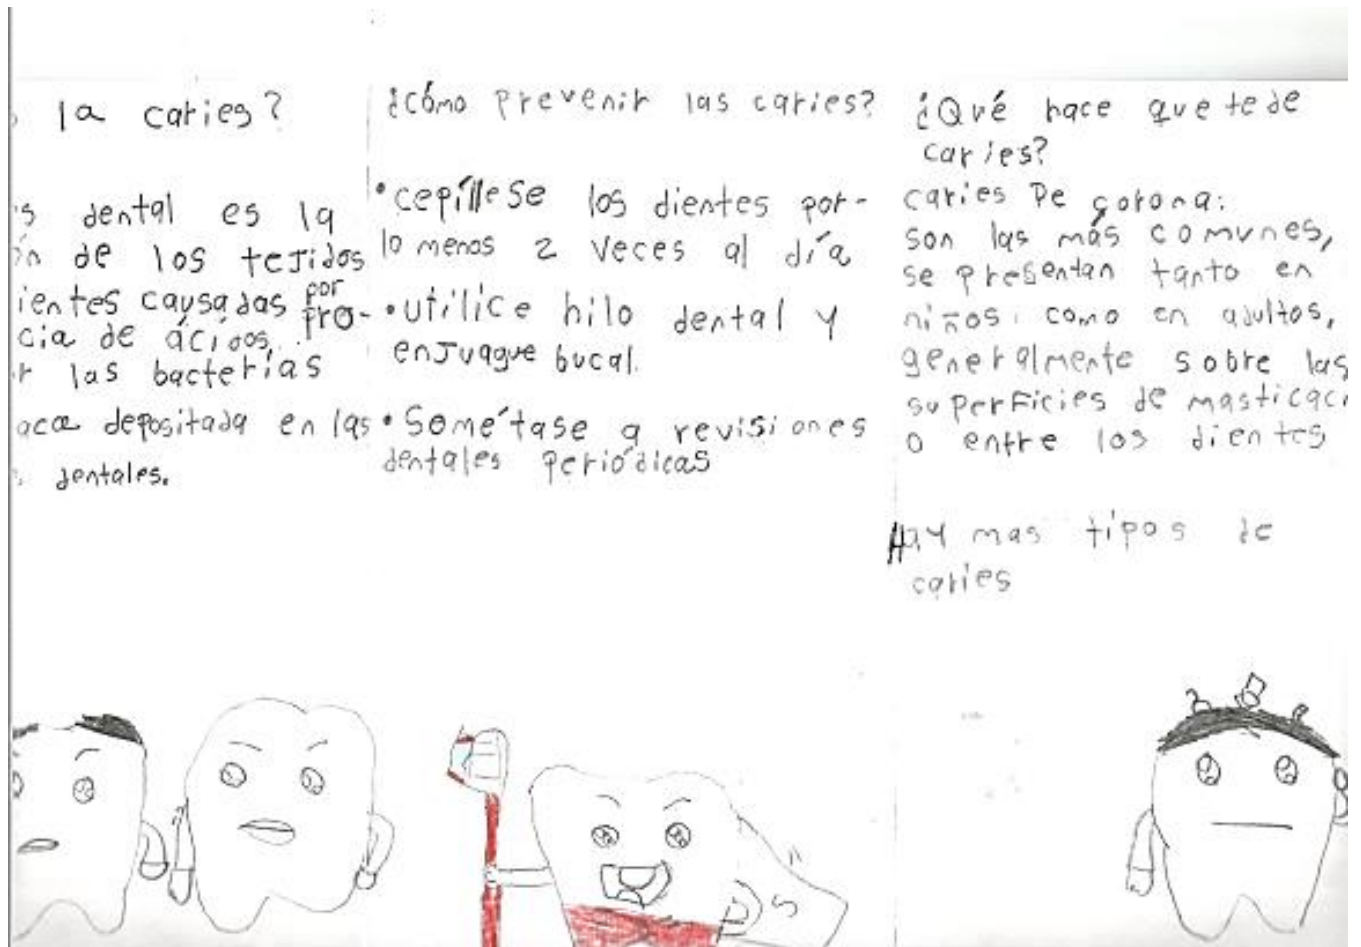 la caries?
s dental es la
ón de los tejidos
ientes causadas por
cia de ácidos, pro-
r las bacterias
aca depositada en las
dentales.
¿cómo prevenir las caries?
•cepíllese los dientes por-
lo menos 2 veces al día
•utilice hilo dental y
enJuague bucal.
•Sométase a revisiones
dentales periódicas
¿Qué hace que te de
caries?
caries De corona:
son las más comunes,
se presentan tanto en
niños. como en adultos,
generalmente sobre las
superficies de masticaci
o entre los dientes
HaY mas tipos de
caries
S